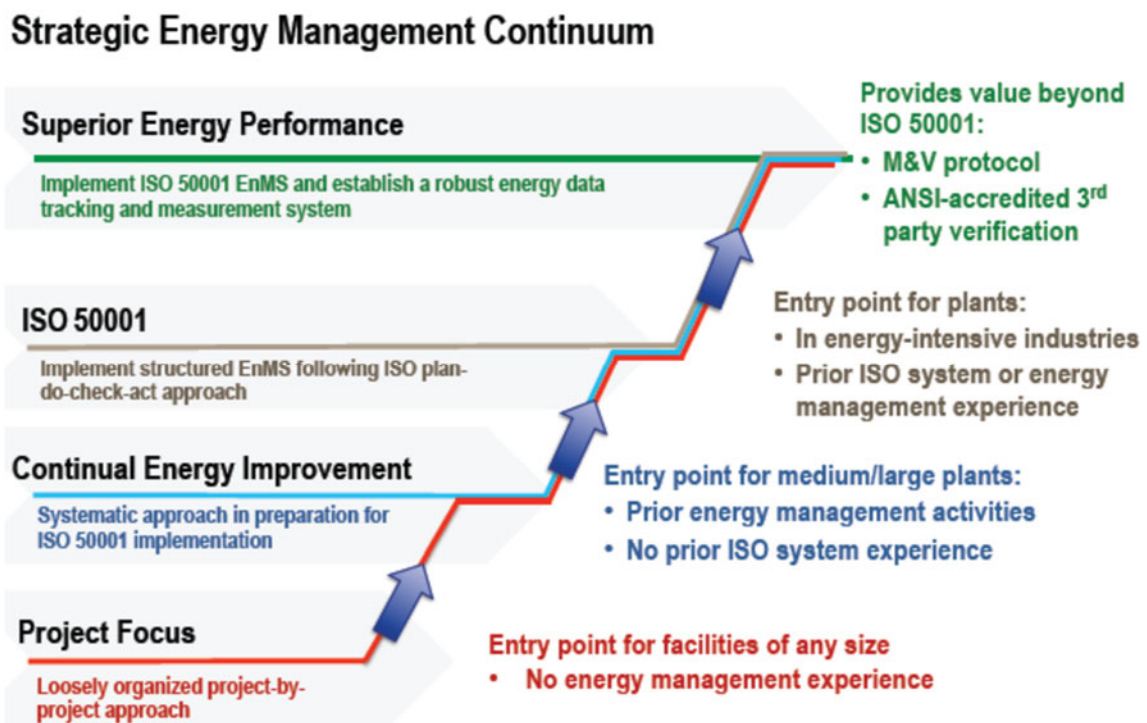 Strategic Energy Management Continuum
Superior Energy Performance
Implement ISO 50001 EnMS and establish a robust energy data
tracking and measurement system
Provides value beyond
ISO 50001:
• M&V protocol
• ANSI-accredited 3rd
party verification
ISO 50001
Implement structured EnMS following ISO plan-
do-check-act approach
Entry point for plants:
• In energy-intensive industries
• Prior ISO system or energy
management experience
Continual Energy Improvement
Systematic approach in preparation for
ISO 50001 implementation
Entry point for medium/large plants:
• Prior energy management activities
• No prior ISO system experience
Project Focus
Loosely organized project-by-
project approach
Entry point for facilities of any size
• No energy management experience